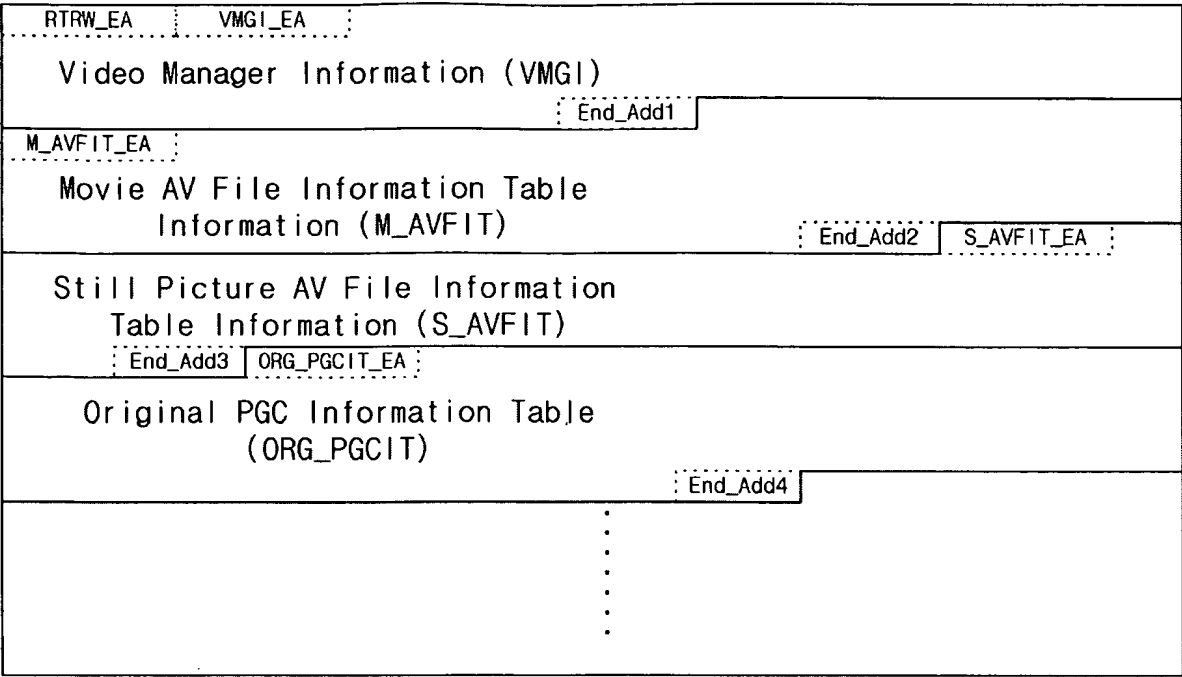 RTRW_EA VMGI_EA
Video Manager Information (VMGI)
End_Add1
M_AVFIT_EA
Movie AV File Information Table
Information (M_AVFIT)
End_Add2 S_AVFIT_EA
Still Picture AV File Information
Table Information (S_AVFIT)
End_Add3 ORG_PGCIT_EA
Original PGC Information Table
(ORG_PGCIT)
End_Add4